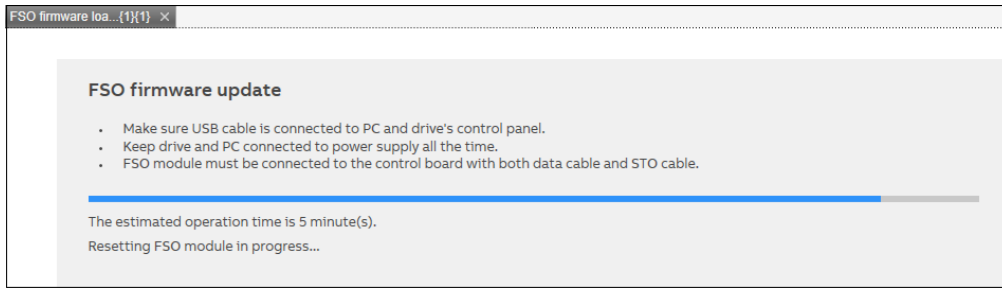 FSO firmware loa...{1}{1} ×
FSO firmware update
• Make sure USB cable is connected to PC and drive's control panel.
• Keep drive and PC connected to power supply all the time.
• FSO module must be connected to the control board with both data cable and STO cable.
The estimated operation time is 5 minute(s).
Resetting FSO module in progress...